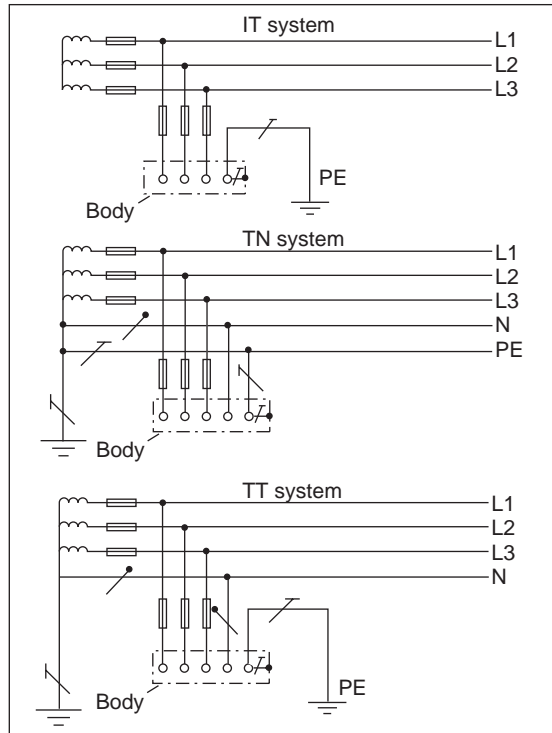 IT system
L1
L2
L3
PE
Body
TN system
L1
L2
L3
N
PE
Body
TT system
L1
L2
L3
N
PE
Body